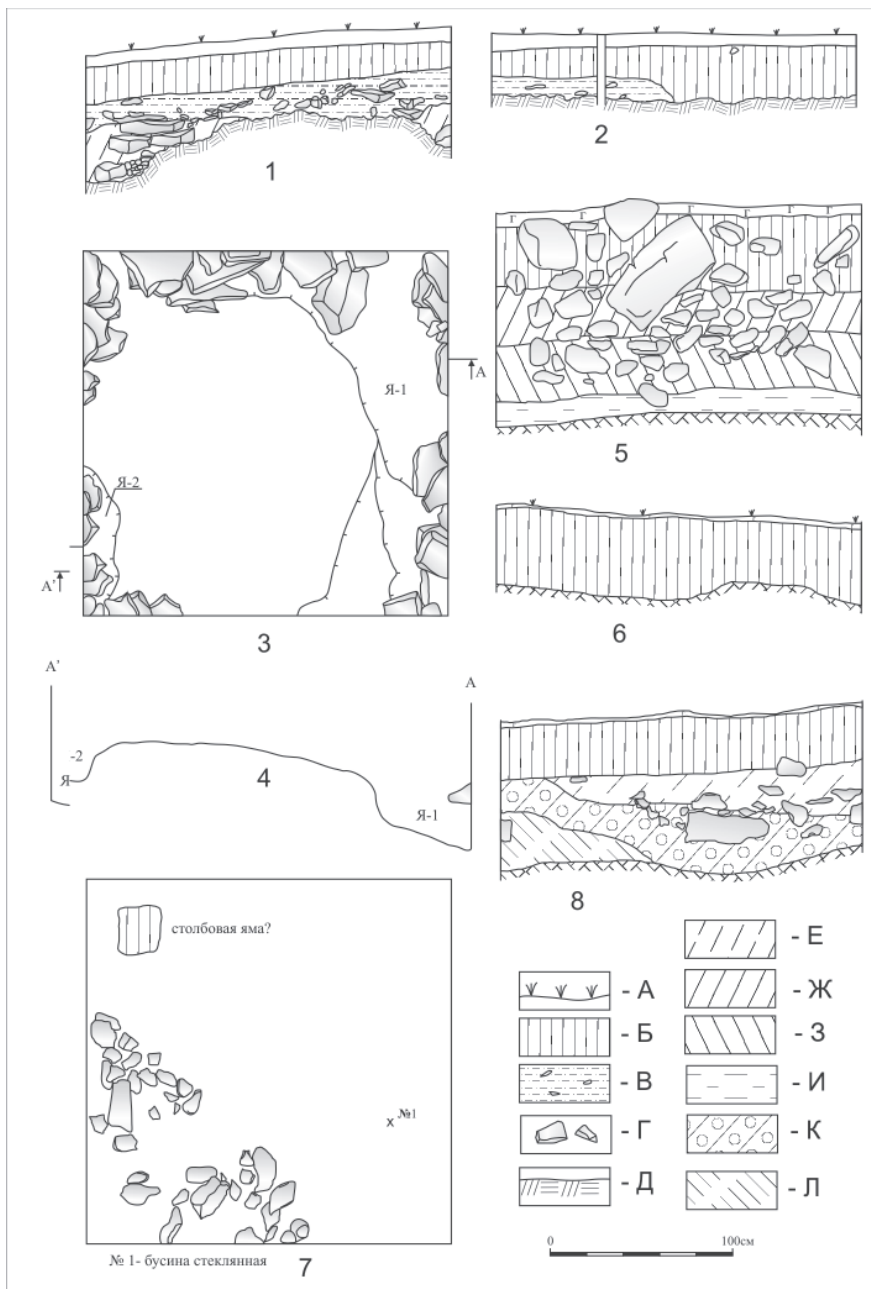 1
2
Г Г Г Г Г Г
5
А
Я-1
Я-2
А'
3
6
А'
А
-2
Я
4
Я-1
8
столбовая яма?
х №1
№ 1- бусина стеклянная
7
- А
- Б
- В
- Г
- Д
- Е
- Ж
- З
- И
- К
- Л
0 100см